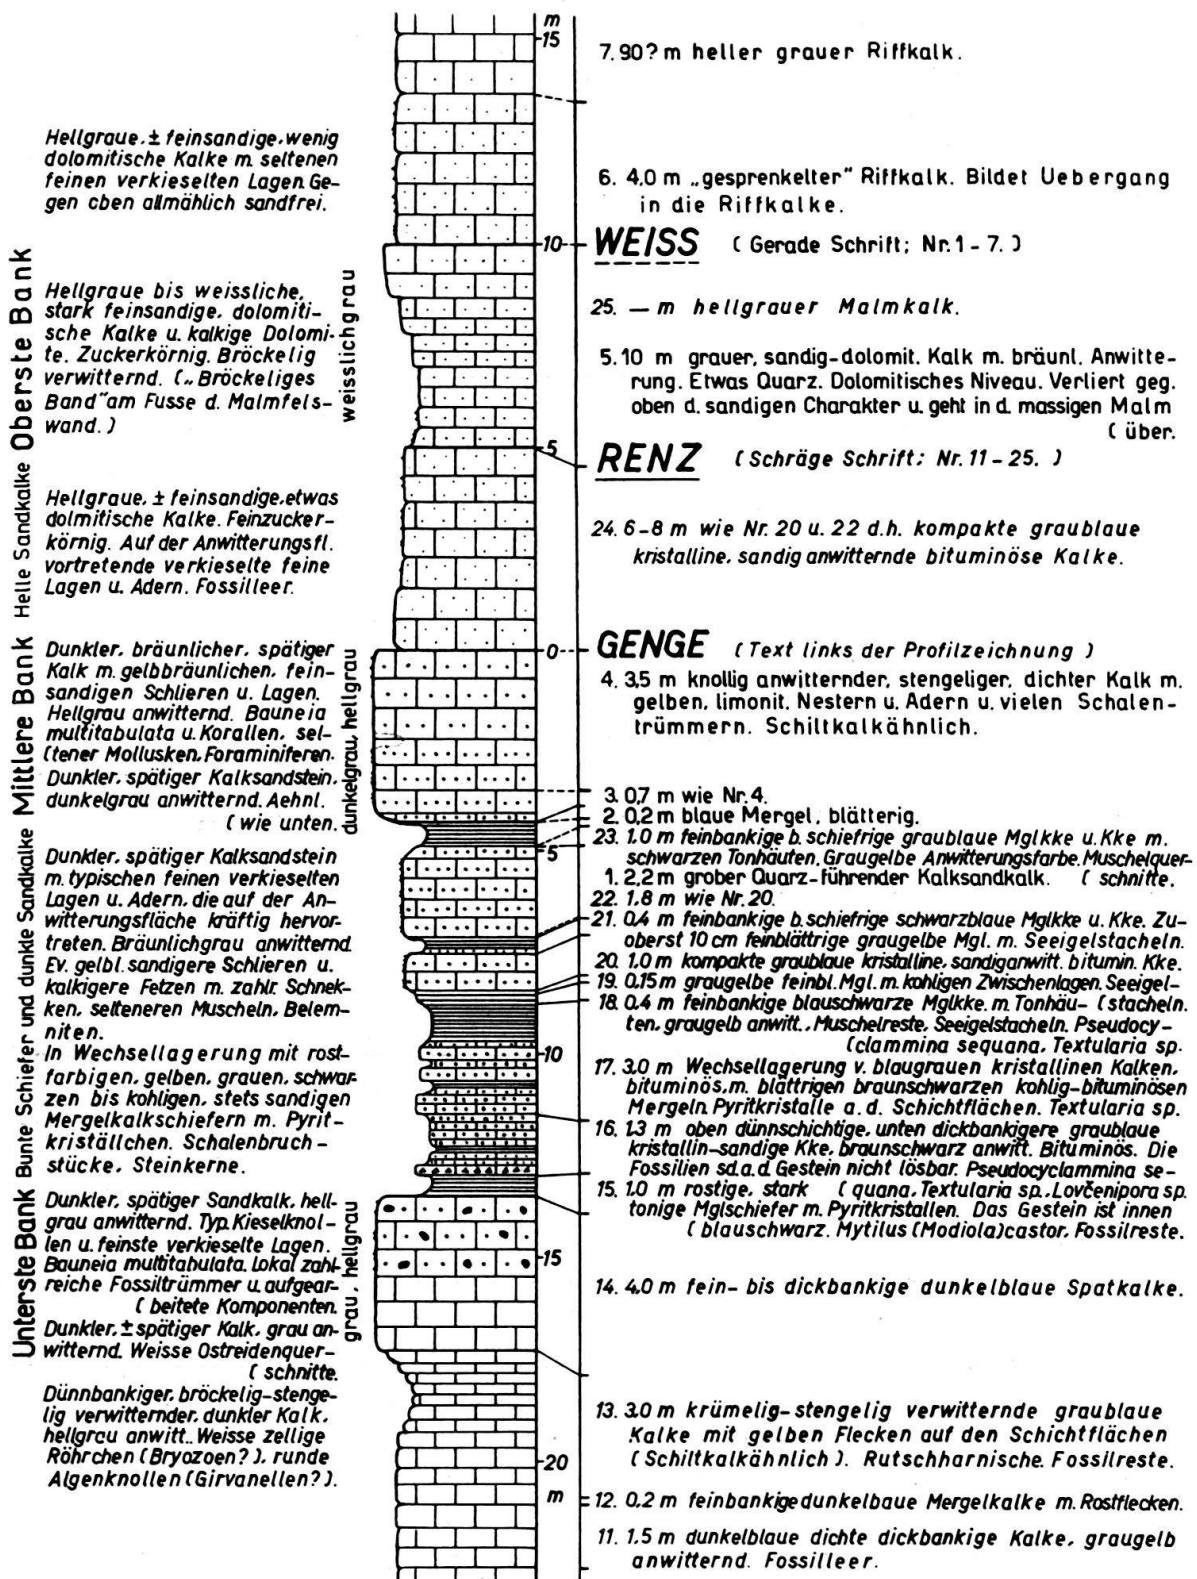 Hellgraue, ± feinsandige, wenig
dolomitische Kalke m. seltenen
feinen verkieselten Lagen. Ge-
gen cben allmählich sandfrei.
Oberste Bank
Helle Sandkalke
weisslichgrau
Hellgraue bis weissliche,
stark feinsandige, dolomiti-
sche Kalke u. kalkige Dolomi-
te. Zuckerkörnig. Bröckelig
verwitternd. („Bröckeliges
Band" am Fusse d. Malmfels-
wand.)
Hellgraue, ± feinsandige, etwas
dolmitische Kalke. Feinzucker-
körnig. Auf der Anwitterungsfl.
vortretende verkieselte feine
Lagen u. Adern. Fossilleer.
Mittlere Bank
dunkelgrau, hellgrau
Dunkler, bräunlicher, spätiger
Kalk m. gelbbräunlichen, fein-
sandigen Schlieren u. Lagen.
Hellgrau anwitternd. Bauneia
multitabulata u. Korallen, sel-
(tener Mollusken, Foraminiferen.
Dunkler, spätiger Kalksandstein,
dunkelgrau anwitternd. Aehnl.
( wie unten.
Bunte Schiefer und dunkle Sandkalke
Dunkler, spätiger Kalksandstein
m. typischen feinen verkieselten
Lagen u. Adern, die auf der An-
witterungsfläche kräftig hervor-
treten. Bräunlichgrau anwitternd.
Ev. gelbl. sandigere Schlieren u.
kalkigere Fetzen m. zahlr. Schnek-
ken, selteneren Muscheln, Belem-
niten.
In Wechsellagerung mit rost-
farbigen, gelben, grauen, schwar-
zen bis kohligen, stets sandigen
Mergelkalkschiefern m. Pyrit-
kriställchen. Schalenbruch-
stücke, Steinkerne.
Unterste Bank
grau, hellgrau
Dunkler, spätiger Sandkalk, hell-
grau anwitternd. Typ. Kieselknol-
len u. feinste verkieselte Lagen.
Bauneia multitabulata. Lokal zahl-
reiche Fossiltrümmer u. aufgear-
( beitete Komponenten.
Dunkler, ± spätiger Kalk, grau an-
witternd. Weisse Ostreidenquer-
( schnitte.
Dünnbankiger, bröckelig-stenge-
lig verwitternder, dunkler Kalk,
hellgrau anwitt.. Weisse zellige
Röhrchen (Bryozoen?), runde
Algenknollen (Girvanellen?).
m
15
10
5
0
5
10
15
20
m
7. 90? m heller grauer Riffkalk.
6. 4.0 m „gesprenkelter" Riffkalk. Bildet Uebergang
in die Riffkalke.
WEISS ( Gerade Schrift; Nr. 1 - 7. )
25. — m hellgrauer Malmkalk.
5. 10 m grauer, sandig-dolomit. Kalk m. bräunl. Anwitte-
rung. Etwas Quarz. Dolomitisches Niveau. Verliert geg.
oben d. sandigen Charakter u. geht in d. massigen Malm
( über.
RENZ ( Schräge Schrift; Nr. 11 - 25. )
24. 6-8 m wie Nr. 20 u. 22 d.h. kompakte graublaue
kristalline, sandig anwitternde bituminöse Kalke.
GENGE ( Text links der Profilzeichnung )
4. 3.5 m knollig anwitternder, stengeliger, dichter Kalk m.
gelben, limonit. Nestern u. Adern u. vielen Schalen-
trümmern. Schiltkalkähnlich.
3. 0.7 m wie Nr. 4.
2. 0.2 m blaue Mergel, blätterig.
23. 1.0 m feinbankige b. schiefrige graublaue Mglkke u. Kke m.
schwarzen Tonhäuten. Graugelbe Anwitterungsfarbe. Muschelquer-
1. 2.2 m grober Quarz-führender Kalksandkalk. ( schnitte.
22. 1.8 m wie Nr. 20.
21. 0.4 m feinbankige b. schiefrige schwarzblaue Mglkke u. Kke. Zu-
oberst 10 cm feinblättrige graugelbe Mgl. m. Seeigelstacheln.
20. 1.0 m kompakte graublaue kristalline, sandiganwitt. bitumin. Kke.
19. 0.15 m graugelbe feinbl. Mgl. m. kohligen Zwischenlagen. Seeigel-
18. 0.4 m feinbankige blauschwarze Mglkke. m. Tonhäu- ( stacheln.
ten, graugelb anwitt.. Muschelreste, Seeigelstacheln. Pseudocy-
(clammina sequana, Textularia sp.
17. 3.0 m Wechsellagerung v. blaugrauen kristallinen Kalken,
bituminös, m. blättrigen braunschwarzen kohlig-bituminösen
Mergeln. Pyritkristalle a. d. Schichtflächen. Textularia sp.
16. 1.3 m oben dünnschichtige, unten dickbankigere graublaue
kristallin-sandige Kke, braunschwarz anwitt. Bituminös. Die
Fossilien sd. a. d. Gestein nicht lösbar. Pseudocyclammina se-
15. 1.0 m rostige, stark ( quana, Textularia sp., Lovčenipora sp.
tonige Mglschiefer m. Pyritkristallen. Das Gestein ist innen
( blauschwarz. Mytilus (Modiola) castor. Fossilreste.
14. 4.0 m fein- bis dickbankige dunkelblaue Spatkalke.
13. 3.0 m krümelig-stengelig verwitternde graublaue
Kalke mit gelben Flecken auf den Schichtflächen
( Schiltkalkähnlich ). Rutschharnische. Fossilreste.
12. 0.2 m feinbankige dunkelbaue Mergelkalke m. Rostflecken.
11. 1.5 m dunkelblaue dichte dickbankige Kalke, graugelb
anwitternd. Fossilleer.